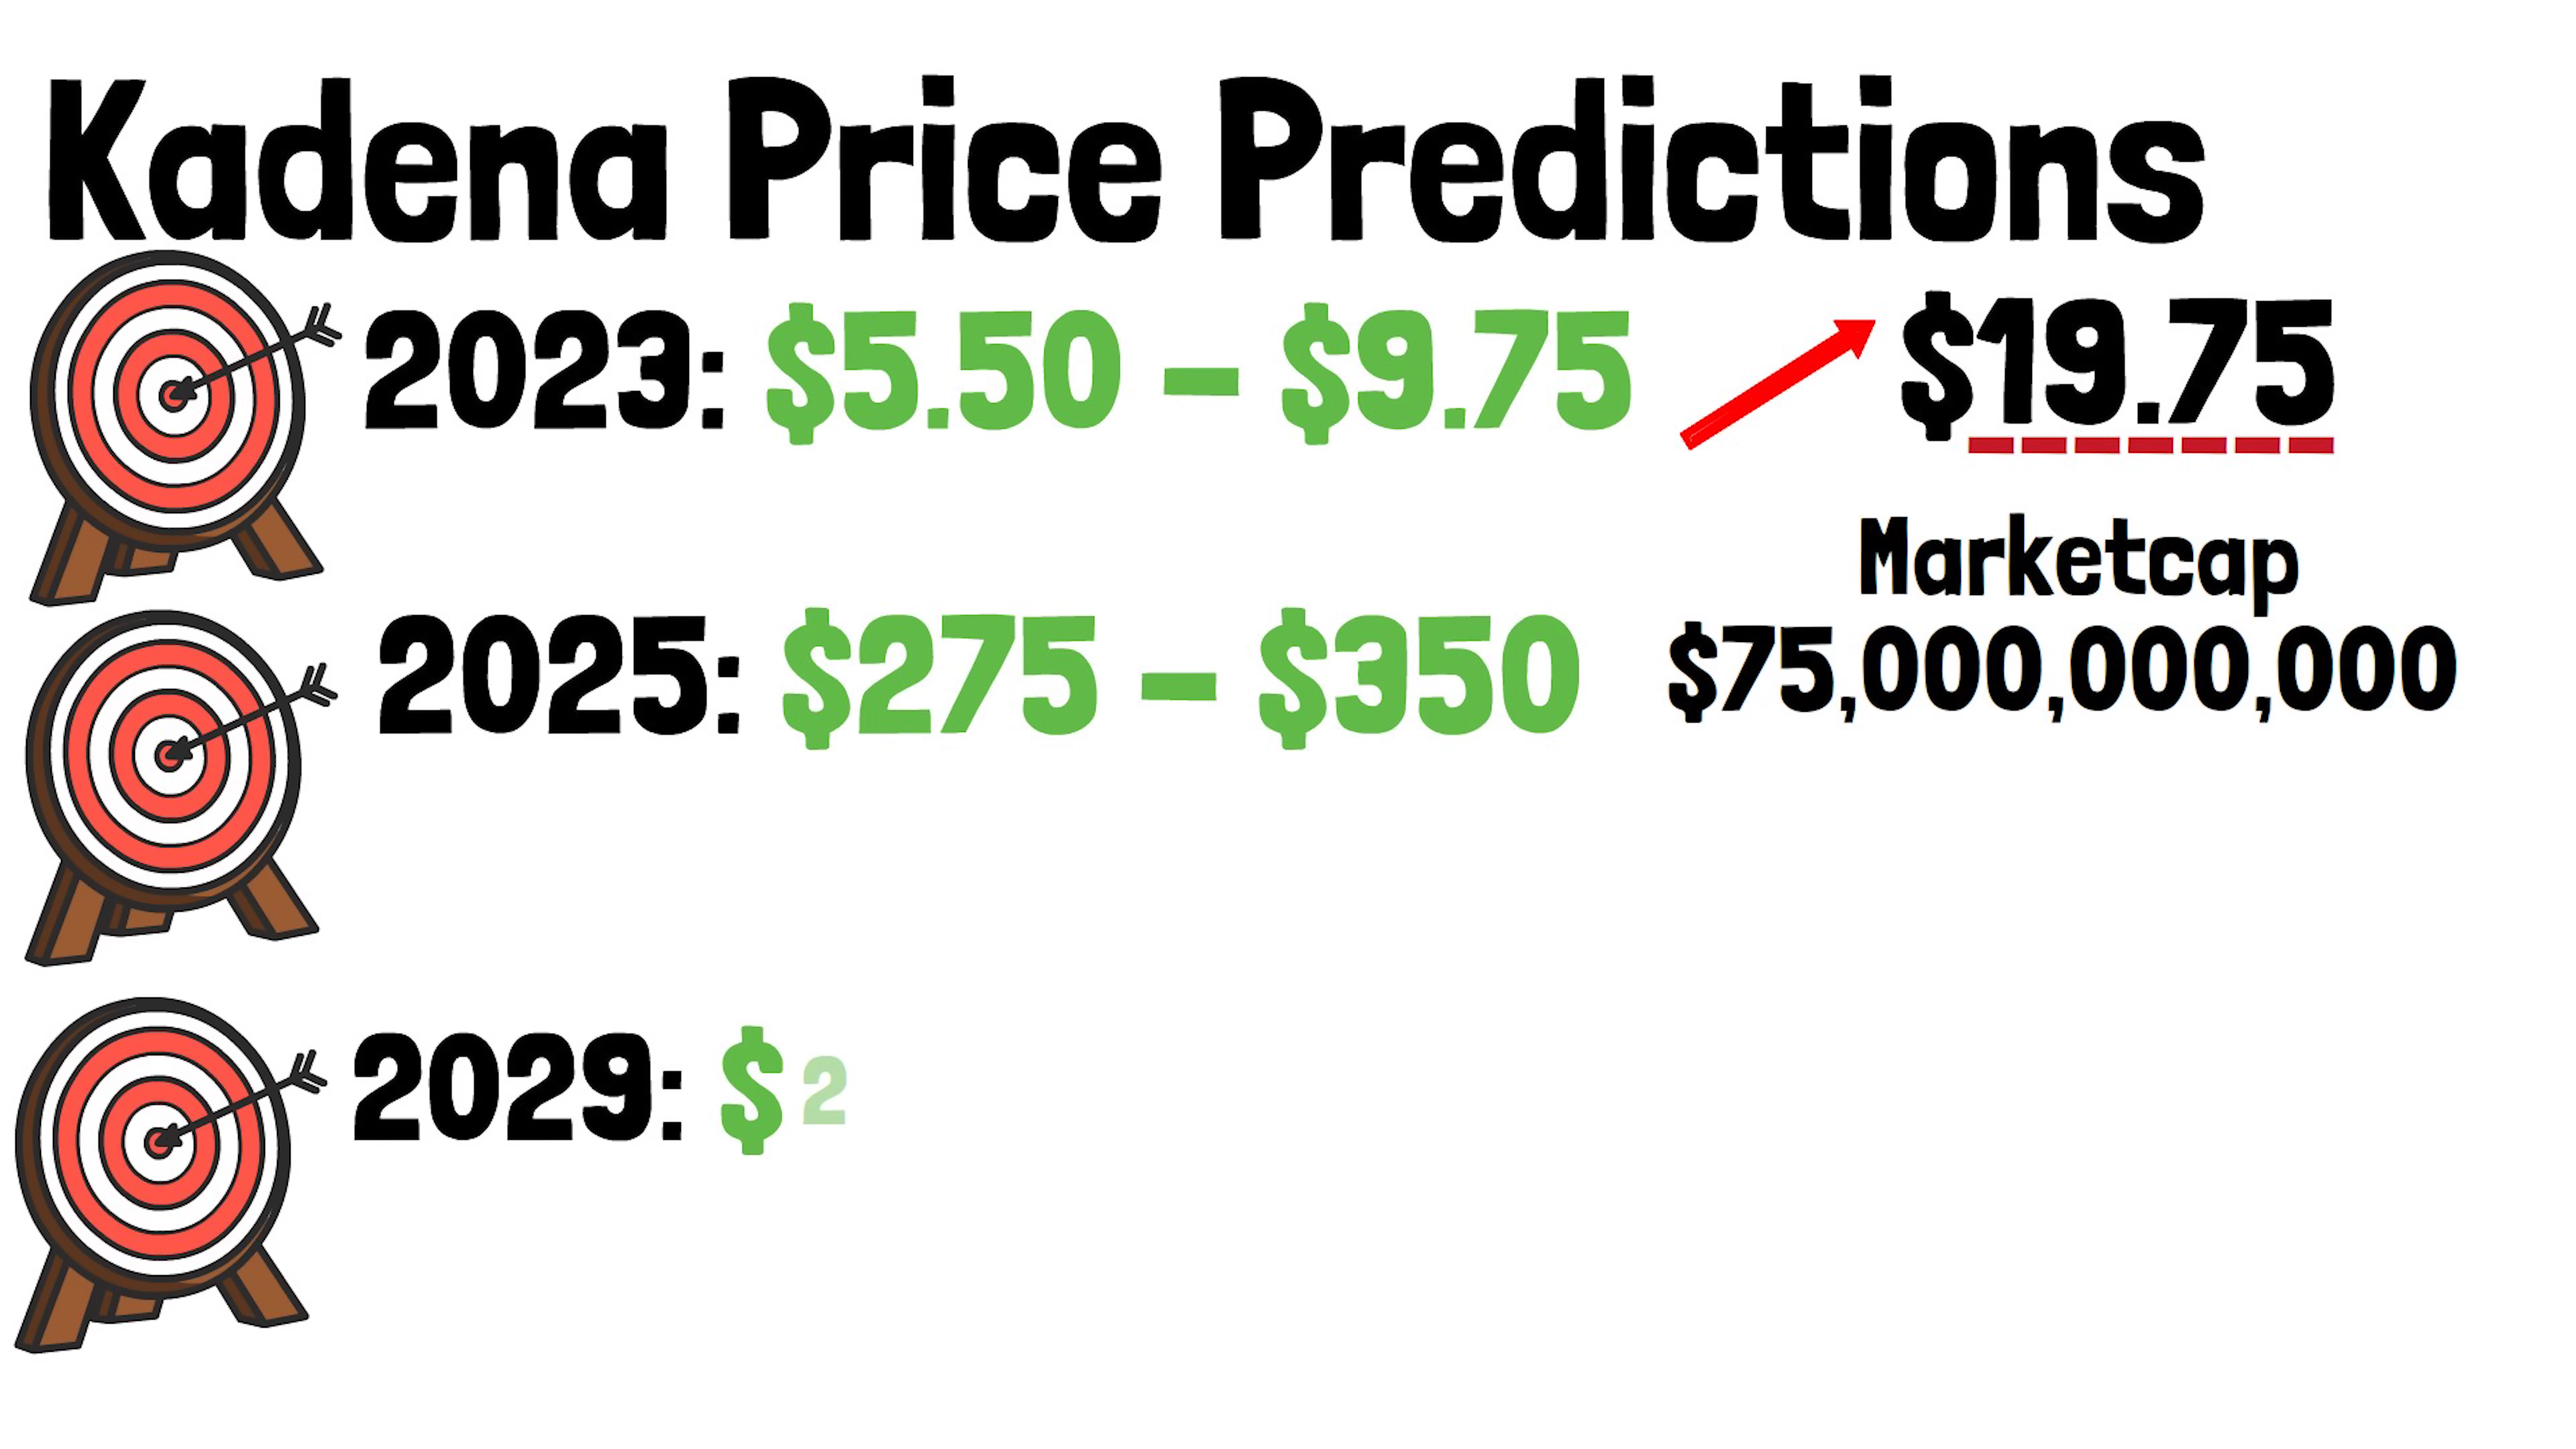 Kadena Price Predictions
2023: $5.50 - $9.75 $19.75
Marketcap
2025: $275 - $350 $75,000,000,000
2029: $2